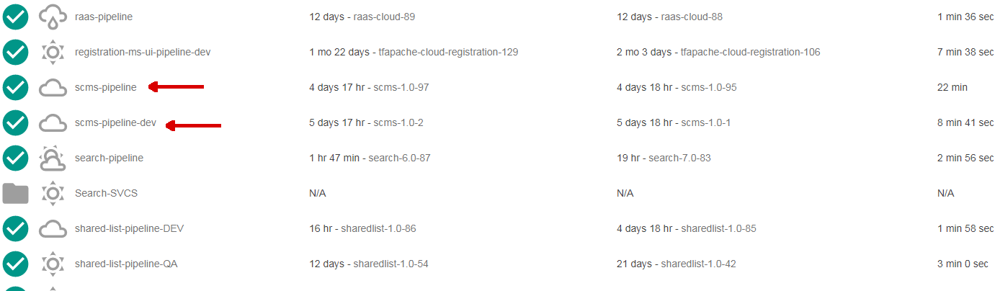 raas-pipeline 12 days - raas-cloud-89 12 days - raas-cloud-88 1 min 36 sec
registration-ms-ui-pipeline-dev 1 mo 22 days - tfapache-cloud-registration-129 2 mo 3 days - tfapache-cloud-registration-106 7 min 38 sec
scms-pipeline 4 days 17 hr - scms-1.0-97 4 days 18 hr - scms-1.0-95 22 min
scms-pipeline-dev 5 days 17 hr - scms-1.0-2 5 days 18 hr - scms-1.0-1 8 min 41 sec
search-pipeline 1 hr 47 min - search-6.0-87 19 hr - search-7.0-83 2 min 56 sec
Search-SVCS N/A N/A N/A
shared-list-pipeline-DEV 16 hr - sharedlist-1.0-86 4 days 18 hr - sharedlist-1.0-85 1 min 58 sec
shared-list-pipeline-QA 12 days - sharedlist-1.0-54 21 days - sharedlist-1.0-42 3 min 0 sec